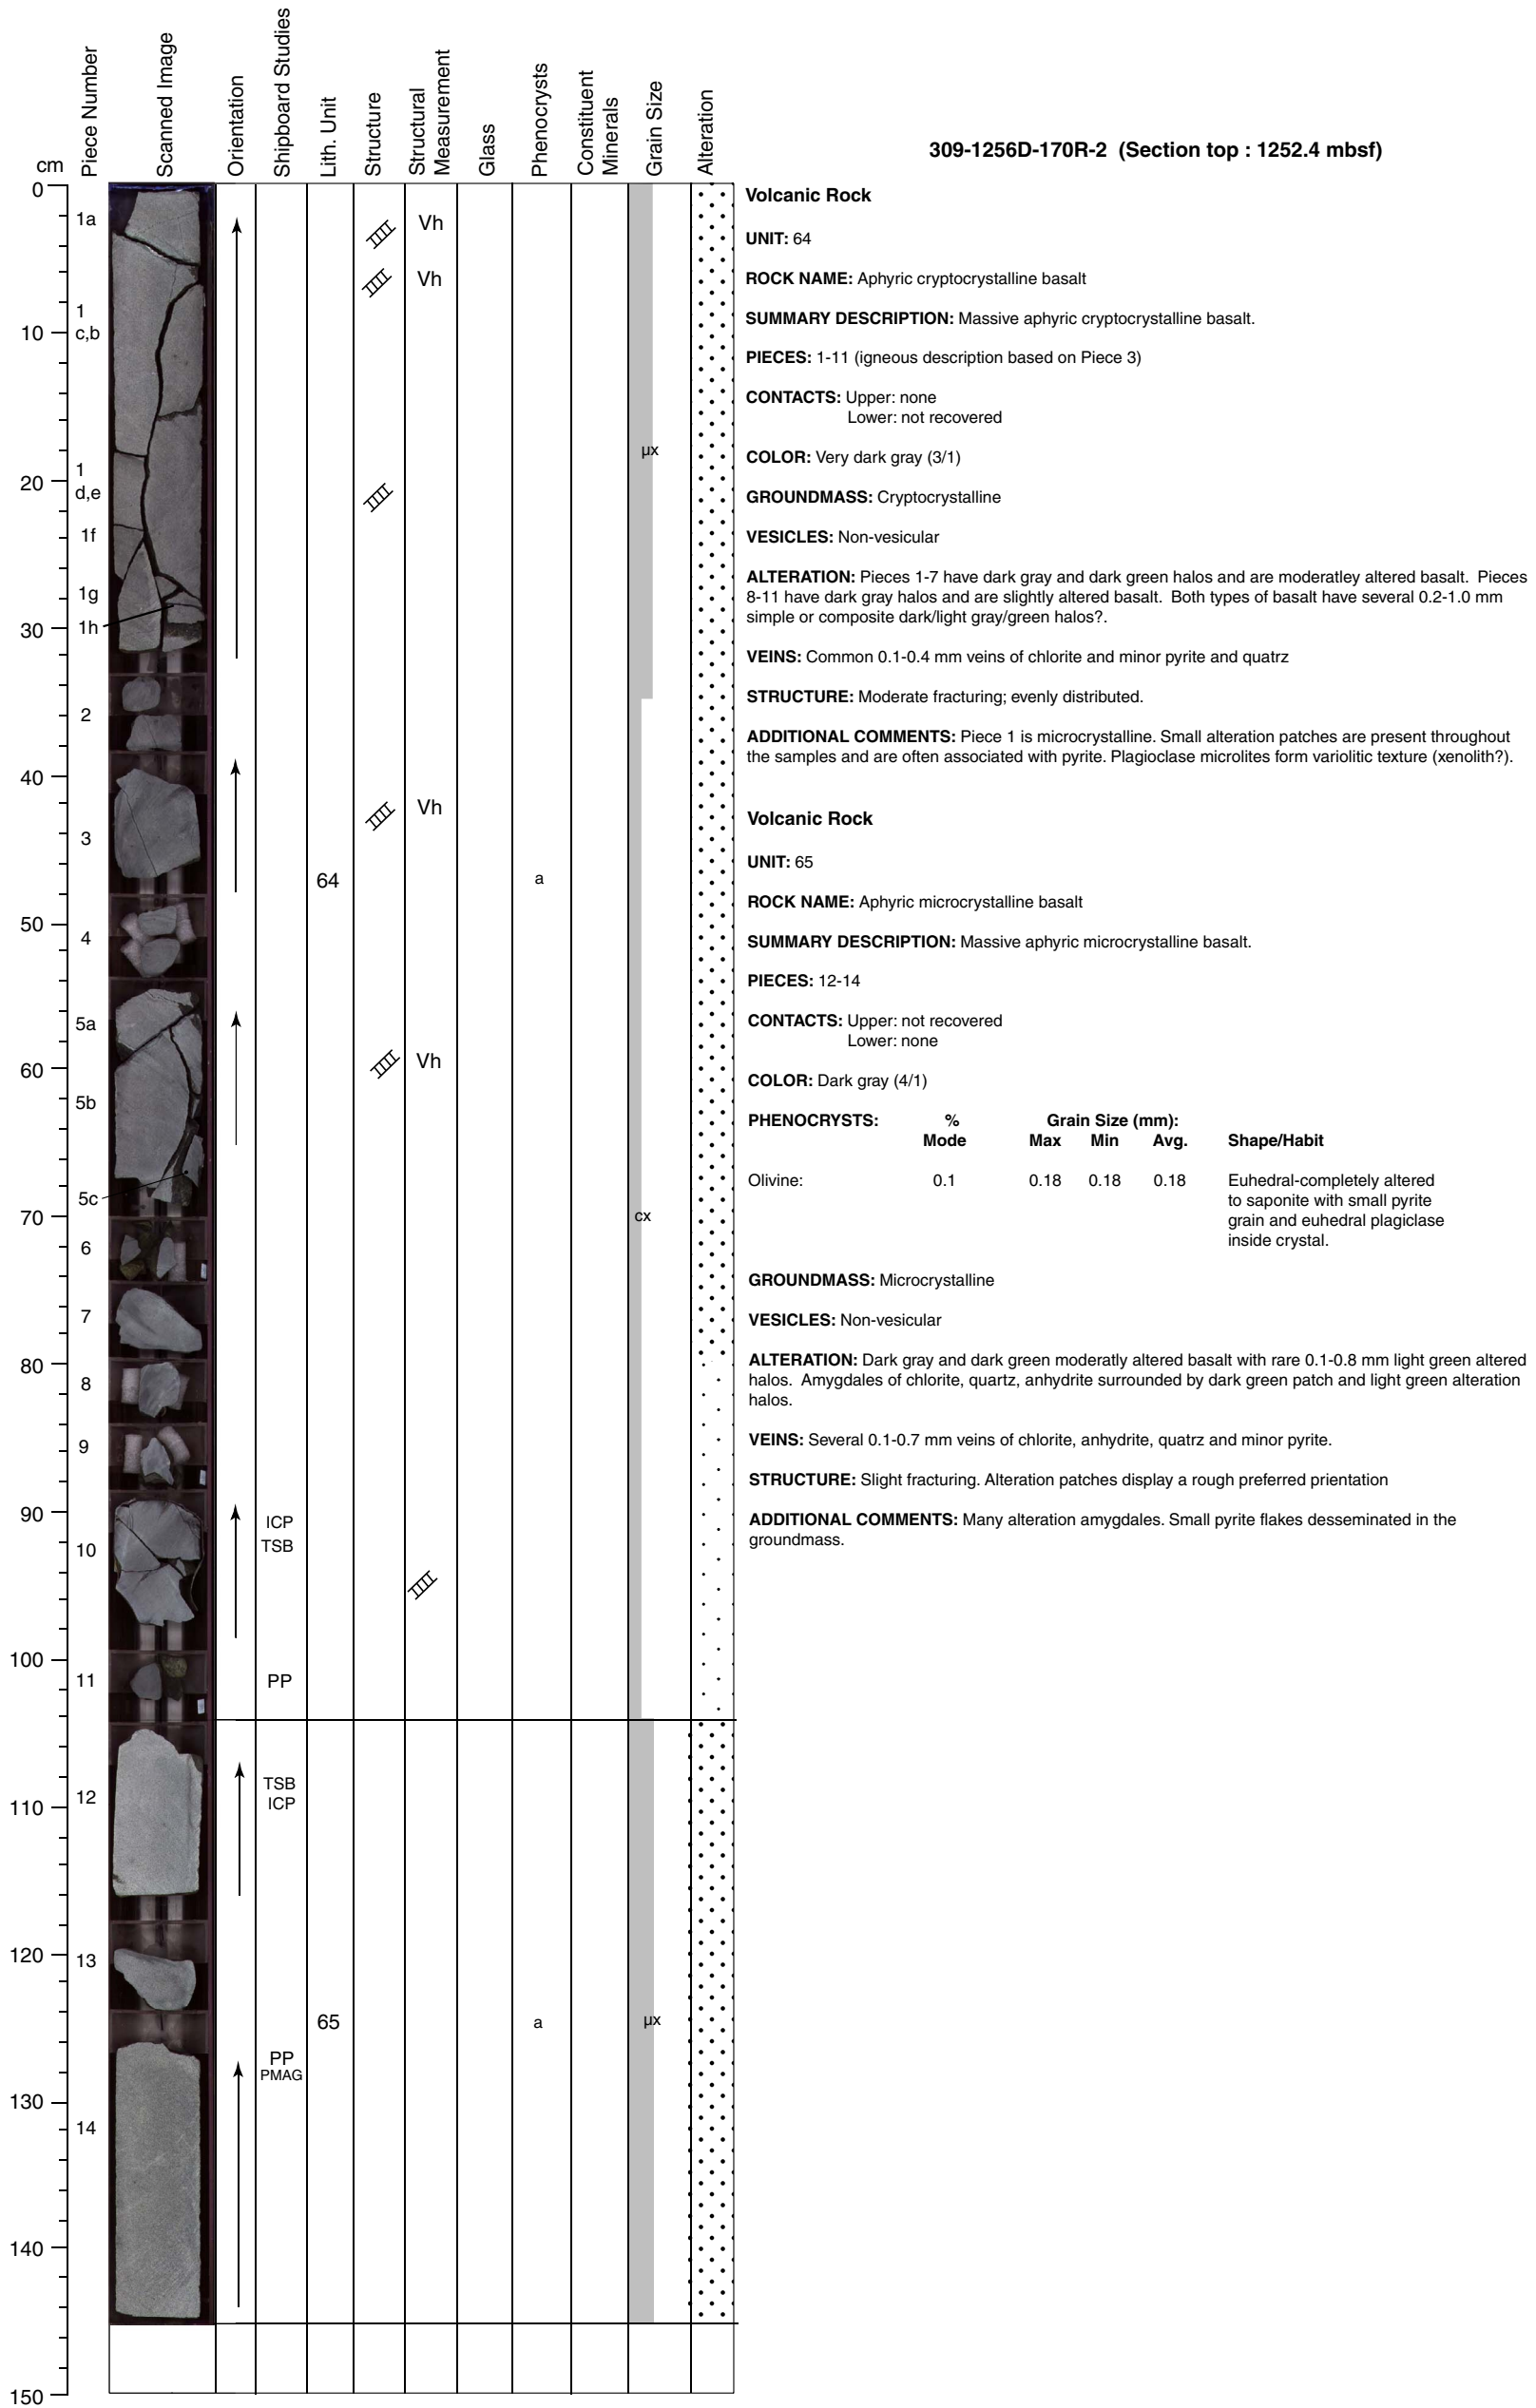 cm
Piece Number
Scanned Image
Orientation
Shipboard Studies
Lith. Unit
Structure
Structural
Measurement
Glass
Phenocrysts
Constituent
Minerals
Grain Size
Alteration
309-1256D-170R-2 (Section top : 1252.4 mbsf)
0
10
20
30
40
50
60
70
80
90
100
110
120
130
140
150
1a
1
c,b
1
d,e
1f
1g
1h
2
3
4
5a
5b
5c
6
7
8
9
10
11
12
13
14
ICP
TSB
PP
TSB
ICP
PP
PMAG
64
65
Vh
Vh
Vh
Vh
a
a
µx
cx
µx
Volcanic Rock
UNIT: 64
ROCK NAME: Aphyric cryptocrystalline basalt
SUMMARY DESCRIPTION: Massive aphyric cryptocrystalline basalt.
PIECES: 1-11 (igneous description based on Piece 3)
CONTACTS: Upper: none
Lower: not recovered
COLOR: Very dark gray (3/1)
GROUNDMASS: Cryptocrystalline
VESICLES: Non-vesicular
ALTERATION: Pieces 1-7 have dark gray and dark green halos and are moderatley altered basalt. Pieces
8-11 have dark gray halos and are slightly altered basalt. Both types of basalt have several 0.2-1.0 mm
simple or composite dark/light gray/green halos?.
VEINS: Common 0.1-0.4 mm veins of chlorite and minor pyrite and quatrz
STRUCTURE: Moderate fracturing; evenly distributed.
ADDITIONAL COMMENTS: Piece 1 is microcrystalline. Small alteration patches are present throughout
the samples and are often associated with pyrite. Plagioclase microlites form variolitic texture (xenolith?).
Volcanic Rock
UNIT: 65
ROCK NAME: Aphyric microcrystalline basalt
SUMMARY DESCRIPTION: Massive aphyric microcrystalline basalt.
PIECES: 12-14
CONTACTS: Upper: not recovered
Lower: none
COLOR: Dark gray (4/1)
PHENOCRYSTS: % Grain Size (mm):
Mode Max Min Avg. Shape/Habit
Olivine: 0.1 0.18 0.18 0.18 Euhedral-completely altered
to saponite with small pyrite
grain and euhedral plagiclase
inside crystal.
GROUNDMASS: Microcrystalline
VESICLES: Non-vesicular
ALTERATION: Dark gray and dark green moderatly altered basalt with rare 0.1-0.8 mm light green altered
halos. Amygdales of chlorite, quartz, anhydrite surrounded by dark green patch and light green alteration
halos.
VEINS: Several 0.1-0.7 mm veins of chlorite, anhydrite, quatrz and minor pyrite.
STRUCTURE: Slight fracturing. Alteration patches display a rough preferred prientation
ADDITIONAL COMMENTS: Many alteration amygdales. Small pyrite flakes desseminated in the
groundmass.